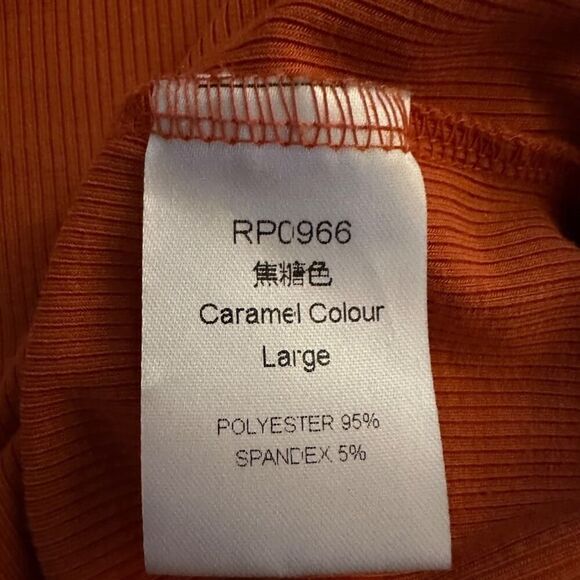 RP0966
焦糖色
Caramel Colour
Large
POLYESTER 95%
SPANDEX 5%